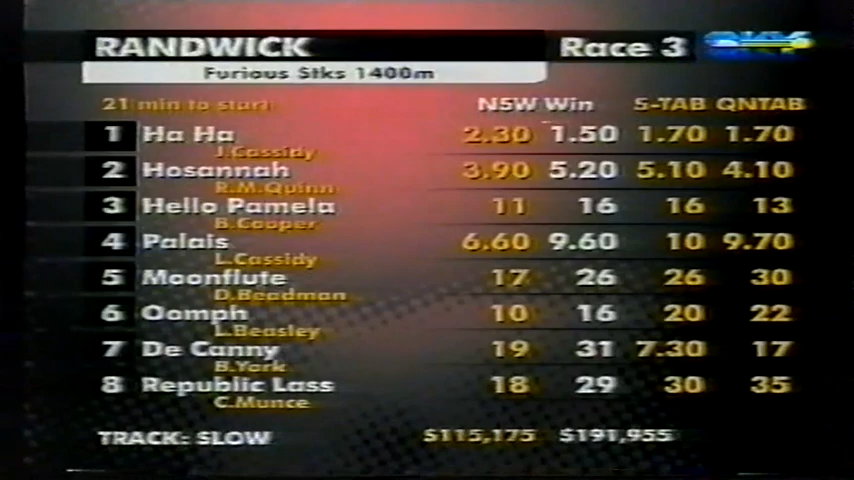 RANDWICK Race 3
Furious Stks 1400m
21 min to start NSW Win S-TAB QNTAB
1 Ha Ha 2.30 1.50 1.70 1.70
J.Cassidy
2 Hosannah 3.90 5.20 5.10 4.10
R.M.Quinn
3 Hello Pamela 11 16 16 13
B.Cooper
4 Palais 6.60 9.60 10 9.70
L.Cassidy
5 Moonflute 17 26 26 30
D.Beadman
6 Oomph 10 16 20 22
L.Beasley
7 De Canny 19 31 7.30 17
B.York
8 Republic Lass 18 29 30 35
C.Munce
TRACK: SLOW $115,175 $191,955